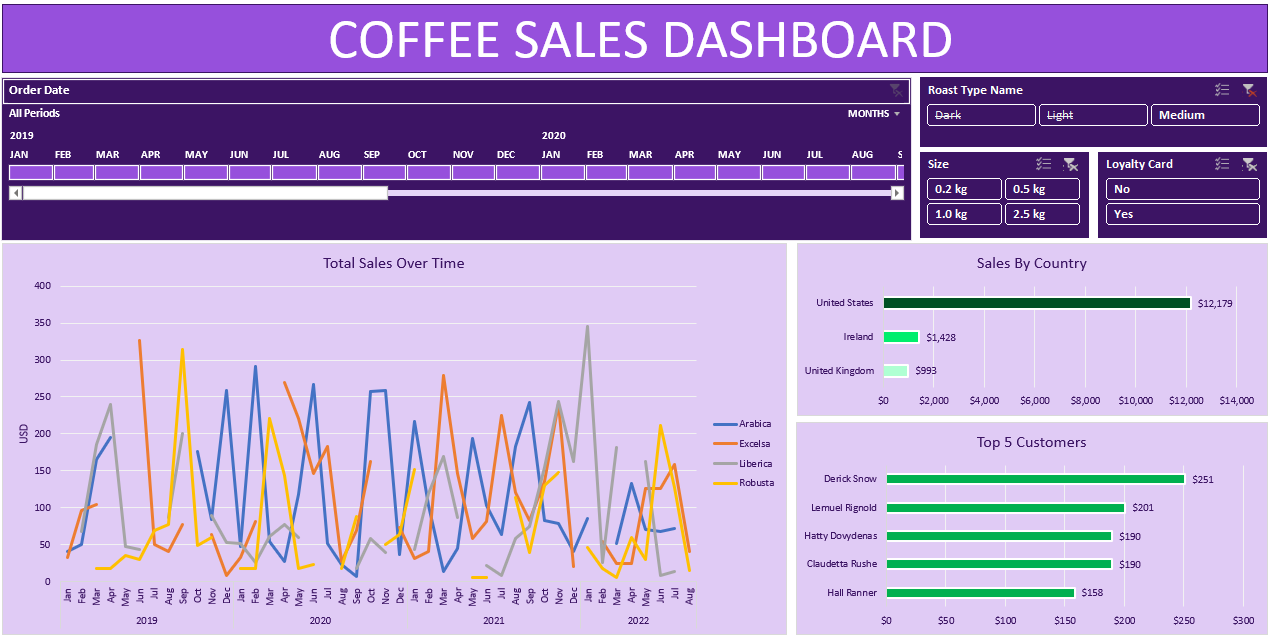 COFFEE SALES DASHBOARD
Order Date
All Periods MONTHS
2019 2020
JAN FEB MAR APR MAY JUN JUL AUG SEP OCT NOV DEC JAN FEB MAR APR MAY JUN JUL AUG S
Roast Type Name
Dark Light Medium
Size
0.2 kg 0.5 kg
1.0 kg 2.5 kg
Loyalty Card
No
Yes
Total Sales Over Time
400
350
300
250
200
150
100
50
0
USD
Jan Feb Mar Apr May Jun Jul Aug Sep Oct Nov Dec Jan Feb Mar Apr May Jun Jul Aug Sep Oct Nov Dec Jan Feb Mar Apr May Jun Jul Aug Sep Oct Nov Dec Jan Feb Mar Apr May Jun Jul Aug
2019 2020 2021 2022
Arabica
Excelsa
Liberica
Robusta
Sales By Country
United States $12,179
Ireland $1,428
United Kingdom $993
$0 $2,000 $4,000 $6,000 $8,000 $10,000 $12,000 $14,000
Top 5 Customers
Derick Snow $251
Lemuel Rignold $201
Hatty Dovydenas $190
Claudetta Rushe $190
Hall Ranner $158
$0 $50 $100 $150 $200 $250 $300